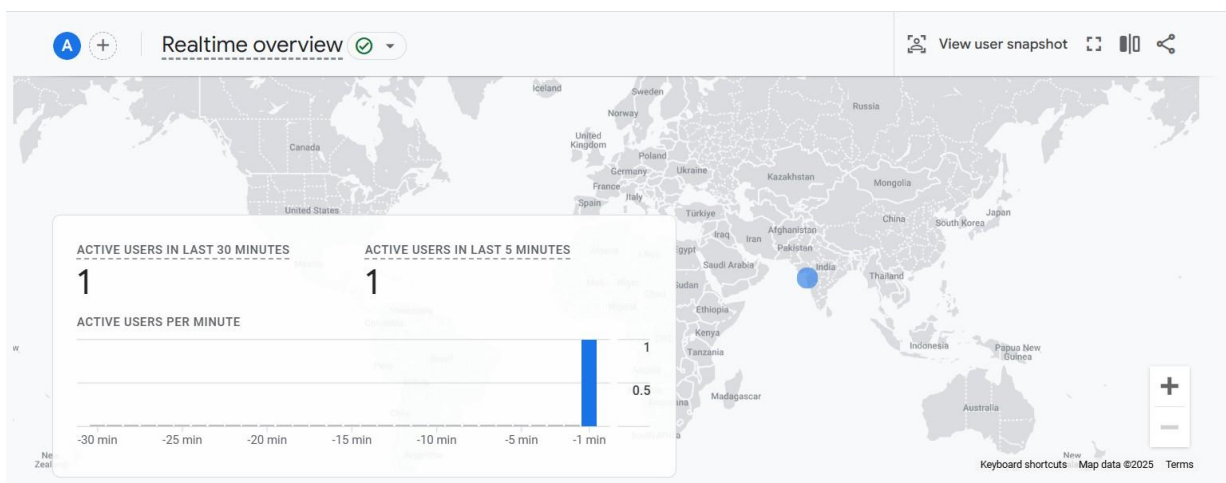 A + Realtime overview
View user snapshot
Iceland
Sweden
Norway
Russia
United
Kingdom
Canada
Poland
Germany
Ukraine
Kazakhstan
Mongolia
France
Italy
Spain
United States
Türkiye
China
South Korea
Japan
Iraq
Iran
Afghanistan
Pakistan
Egypt
Saudi Arabia
India
Thailand
Sudan
Ethiopia
Kenya
Tanzania
Indonesia
Papua New
Guinea
Madagascar
Australia
ACTIVE USERS IN LAST 30 MINUTES
1
ACTIVE USERS IN LAST 5 MINUTES
1
ACTIVE USERS PER MINUTE
1
0.5
-30 min -25 min -20 min -15 min -10 min -5 min -1 min
+
−
New
Keyboard shortcuts Map data ©2025 Terms